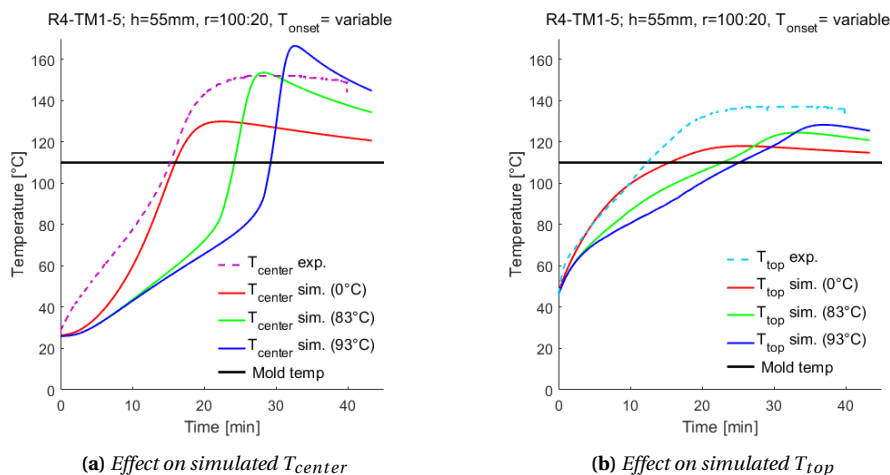 R4-TM1-5; h=55mm, r=100:20, T_onset= variable
160
140
120
100
80
60
40
20
0
Temperature [°C]
T_center exp.
T_center sim. (0°C)
T_center sim. (83°C)
T_center sim. (93°C)
Mold temp
0
10
20
30
40
Time [min]
(a) Effect on simulated T_center
R4-TM1-5; h=55mm, r=100:20, T_onset= variable
160
140
120
100
80
60
40
20
0
Temperature [°C]
T_top exp.
T_top sim. (0°C)
T_top sim. (83°C)
T_top sim. (93°C)
Mold temp
0
10
20
30
40
Time [min]
(b) Effect on simulated T_top